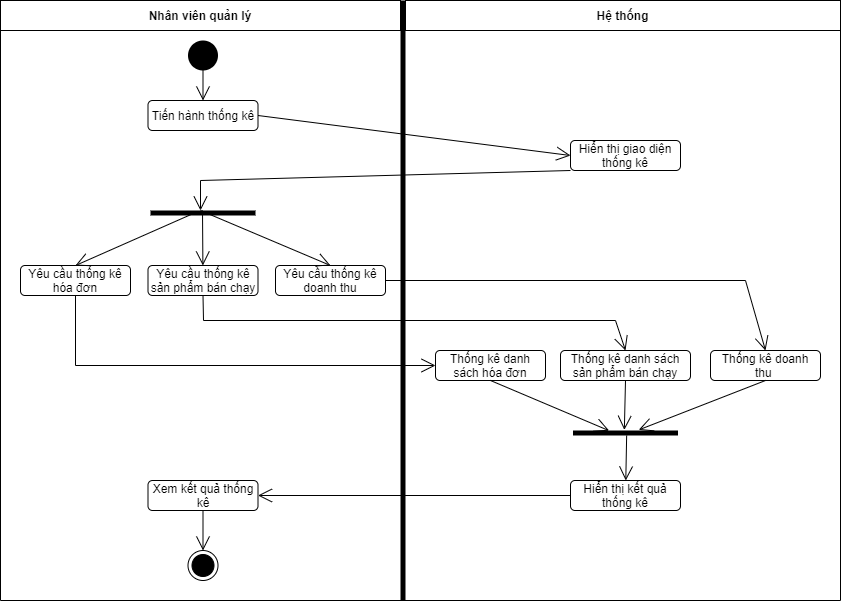 Nhân viên quản lý
Hệ thống
Tiến hành thống kê
Hiển thị giao diện
thống kê
Yêu cầu thống kê
hóa đơn
Yêu cầu thống kê
sản phẩm bán chạy
Yêu cầu thống kê
doanh thu
Thống kê danh
sách hóa đơn
Thống kê danh sách
sản phẩm bán chạy
Thống kê doanh
thu
Xem kết quả thống
kê
Hiển thị kết quả
thống kê